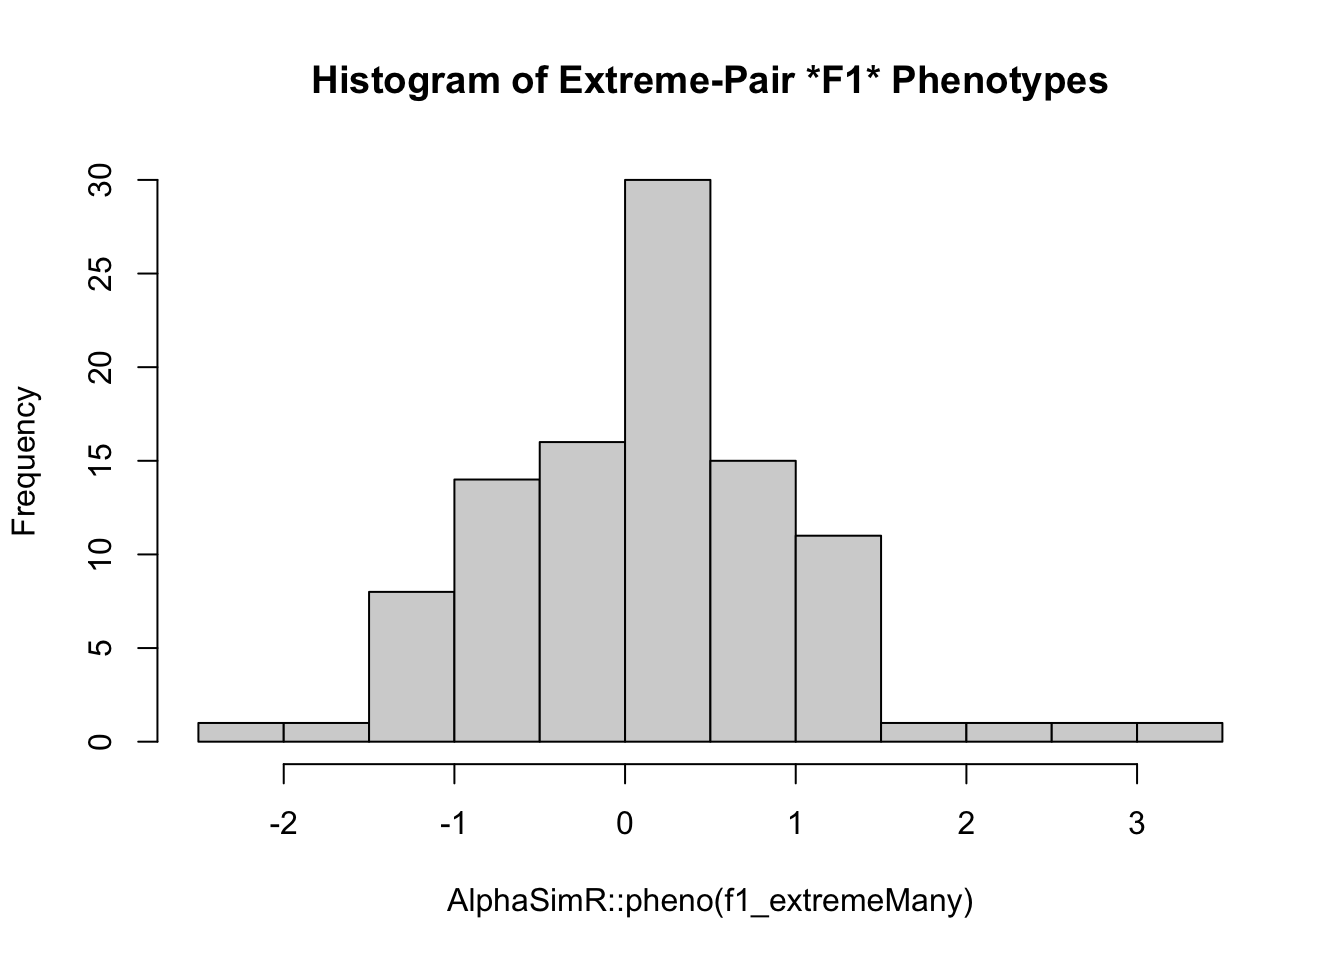 Histogram of Extreme-Pair *F1* Phenotypes
Frequency
30
25
20
15
10
5
0
-2 -1 0 1 2 3
AlphaSimR::pheno(f1_extremeMany)